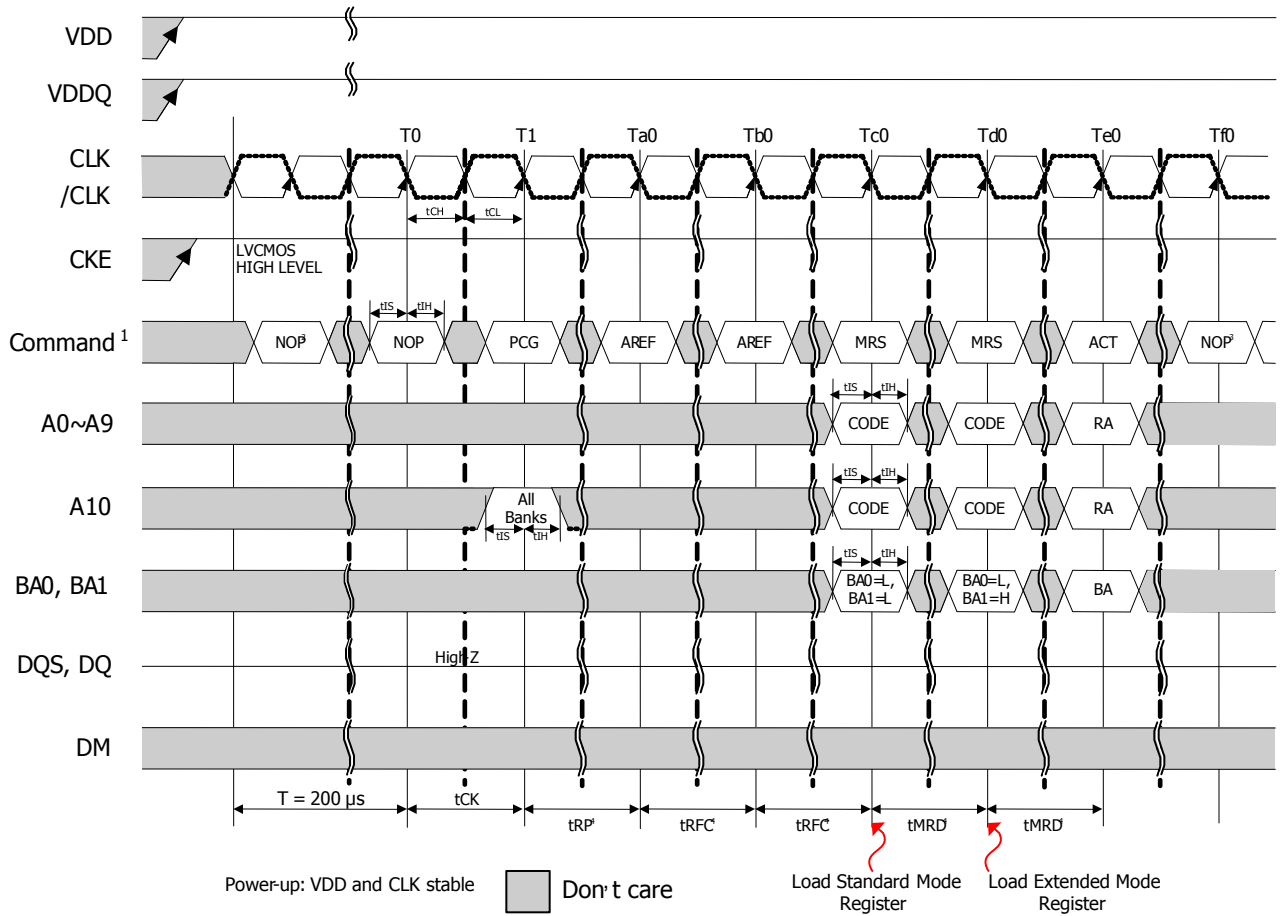 VDD
VDDQ
T0 T1 Ta0 Tb0 Tc0 Td0 Te0 Tf0
CLK
/CLK
tCH tCL
CKE
LVCMOS
HIGH LEVEL
tIS tIH
Command 1
NOP3 NOP PCG AREF AREF MRS MRS ACT NOP3
tIS tIH
A0~A9
CODE CODE RA
tIS tIH
A10
All
Banks
CODE CODE RA
tIS tIH
tIS tIH
BA0, BA1
BA0=L,
BA1=L
BA0=L,
BA1=H
BA
High-Z
DQS, DQ
DM
T = 200 µs tCK tRP4 tRFC4 tRFC4 tMRD4 tMRD4
Power-up: VDD and CLK stable
Don't care
Load Standard Mode
Register
Load Extended Mode
Register